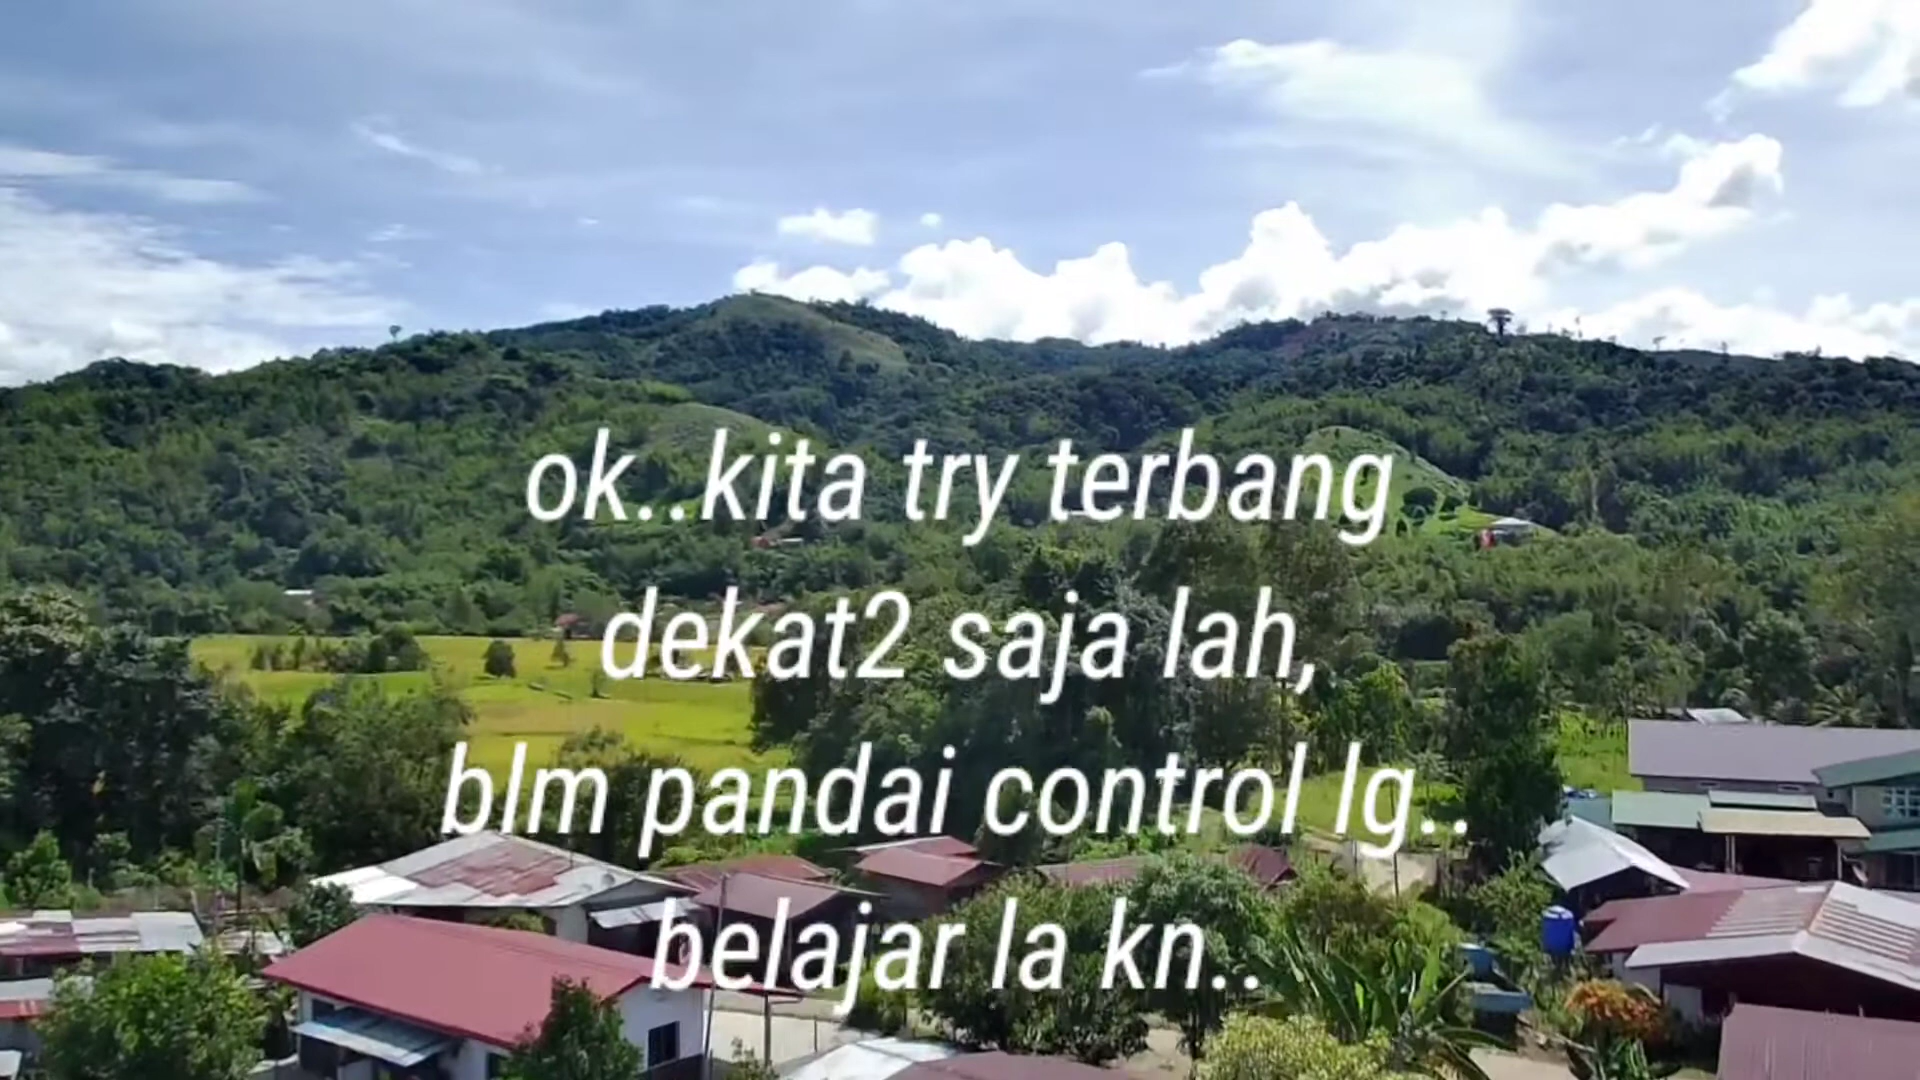 ok..kita try terbang
dekat2 saja lah,
blm pandai control lg..
belajar la kn..